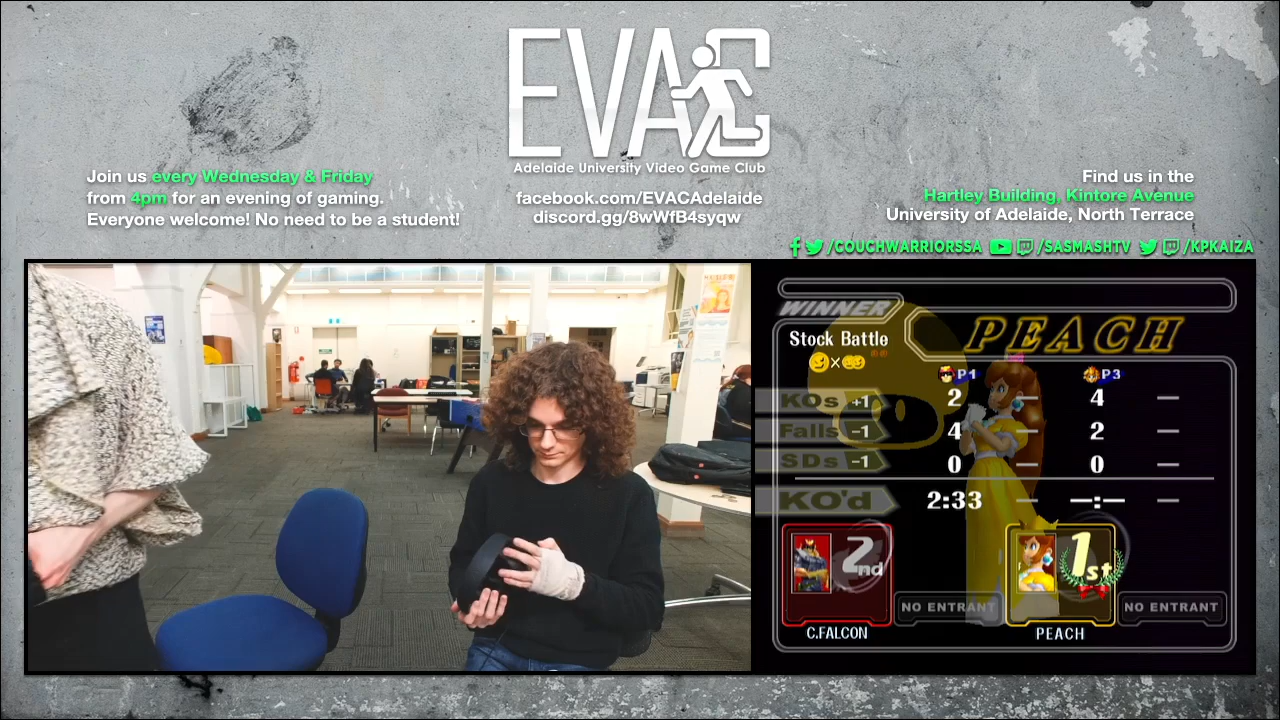 EVAC
Adelaide University Video Game Club
Join us every Wednesday & Friday
from 4pm for an evening of gaming.
Everyone welcome! No need to be a student!
facebook.com/EVACAdelaide
discord.gg/8wWfB4syqw
Find us in the
Hartley Building, Kintore Avenue
University of Adelaide, North Terrace
/COUCHWARRIORSSA /SASMASHTV /KPKAIZA
WINNER
PEACH
Stock Battle
P1 P3
KOs +1 2 — 4 —
Falls -1 4 — 2 —
SDs -1 0 — 0 —
KO'd 2:33 — —:— —
2nd
1st
NO ENTRANT
NO ENTRANT
C.FALCON
PEACH